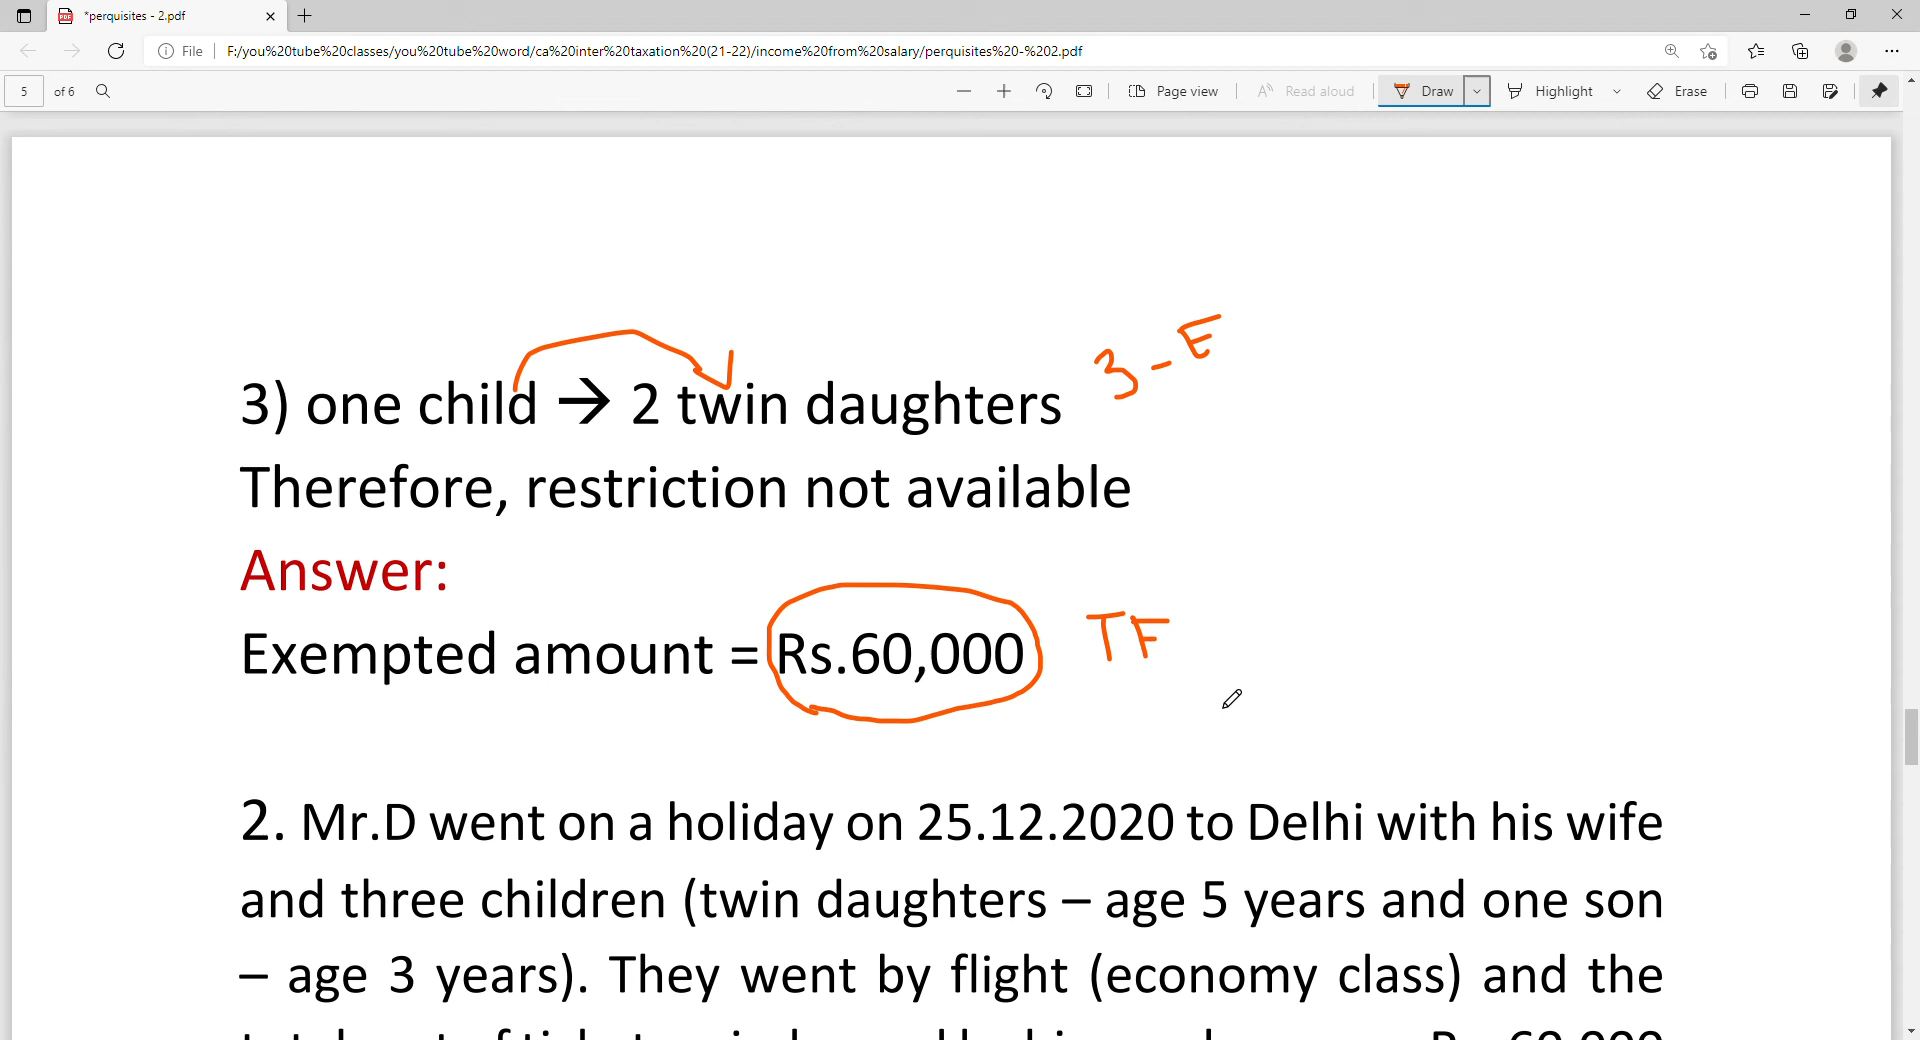 *perquisites - 2.pdf
File F:/you%20tube%20classes/you%20tube%20word/ca%20inter%20taxation%20(21-22)/income%20from%20salary/perquisites%20-%202.pdf
5 of 6 Page view Read aloud Draw Highlight Erase
3 - E
3) one child → 2 twin daughters
Therefore, restriction not available
Answer:
Exempted amount = Rs.60,000 TF
2. Mr.D went on a holiday on 25.12.2020 to Delhi with his wife
and three children (twin daughters – age 5 years and one son
– age 3 years). They went by flight (economy class) and the